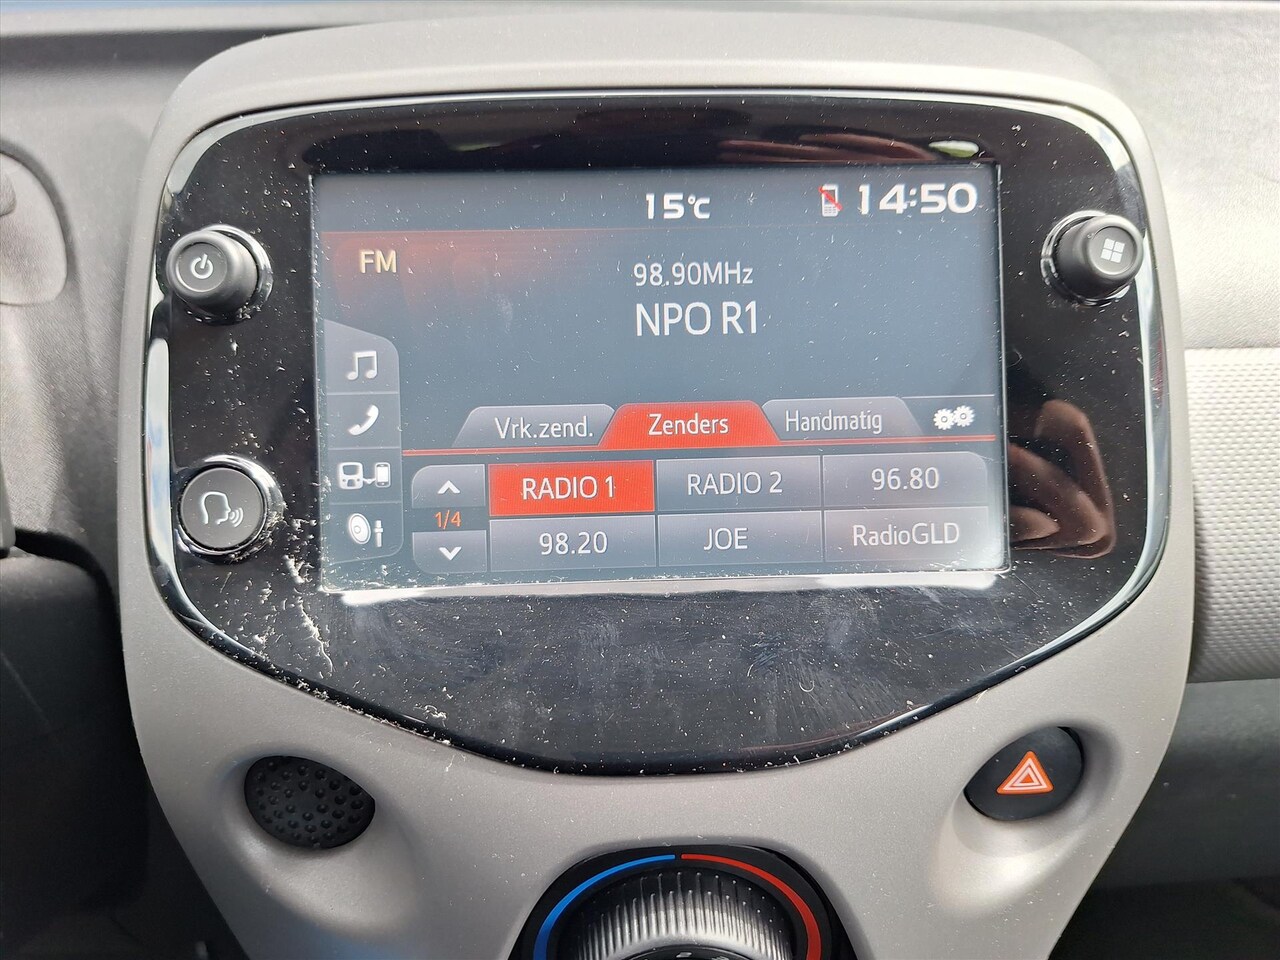 15°C
14:50
FM
98.90MHz
NPO R1
Vrk.zend. Zenders Handmatig
RADIO 1 RADIO 2 96.80
1/4
98.20 JOE RadioGLD